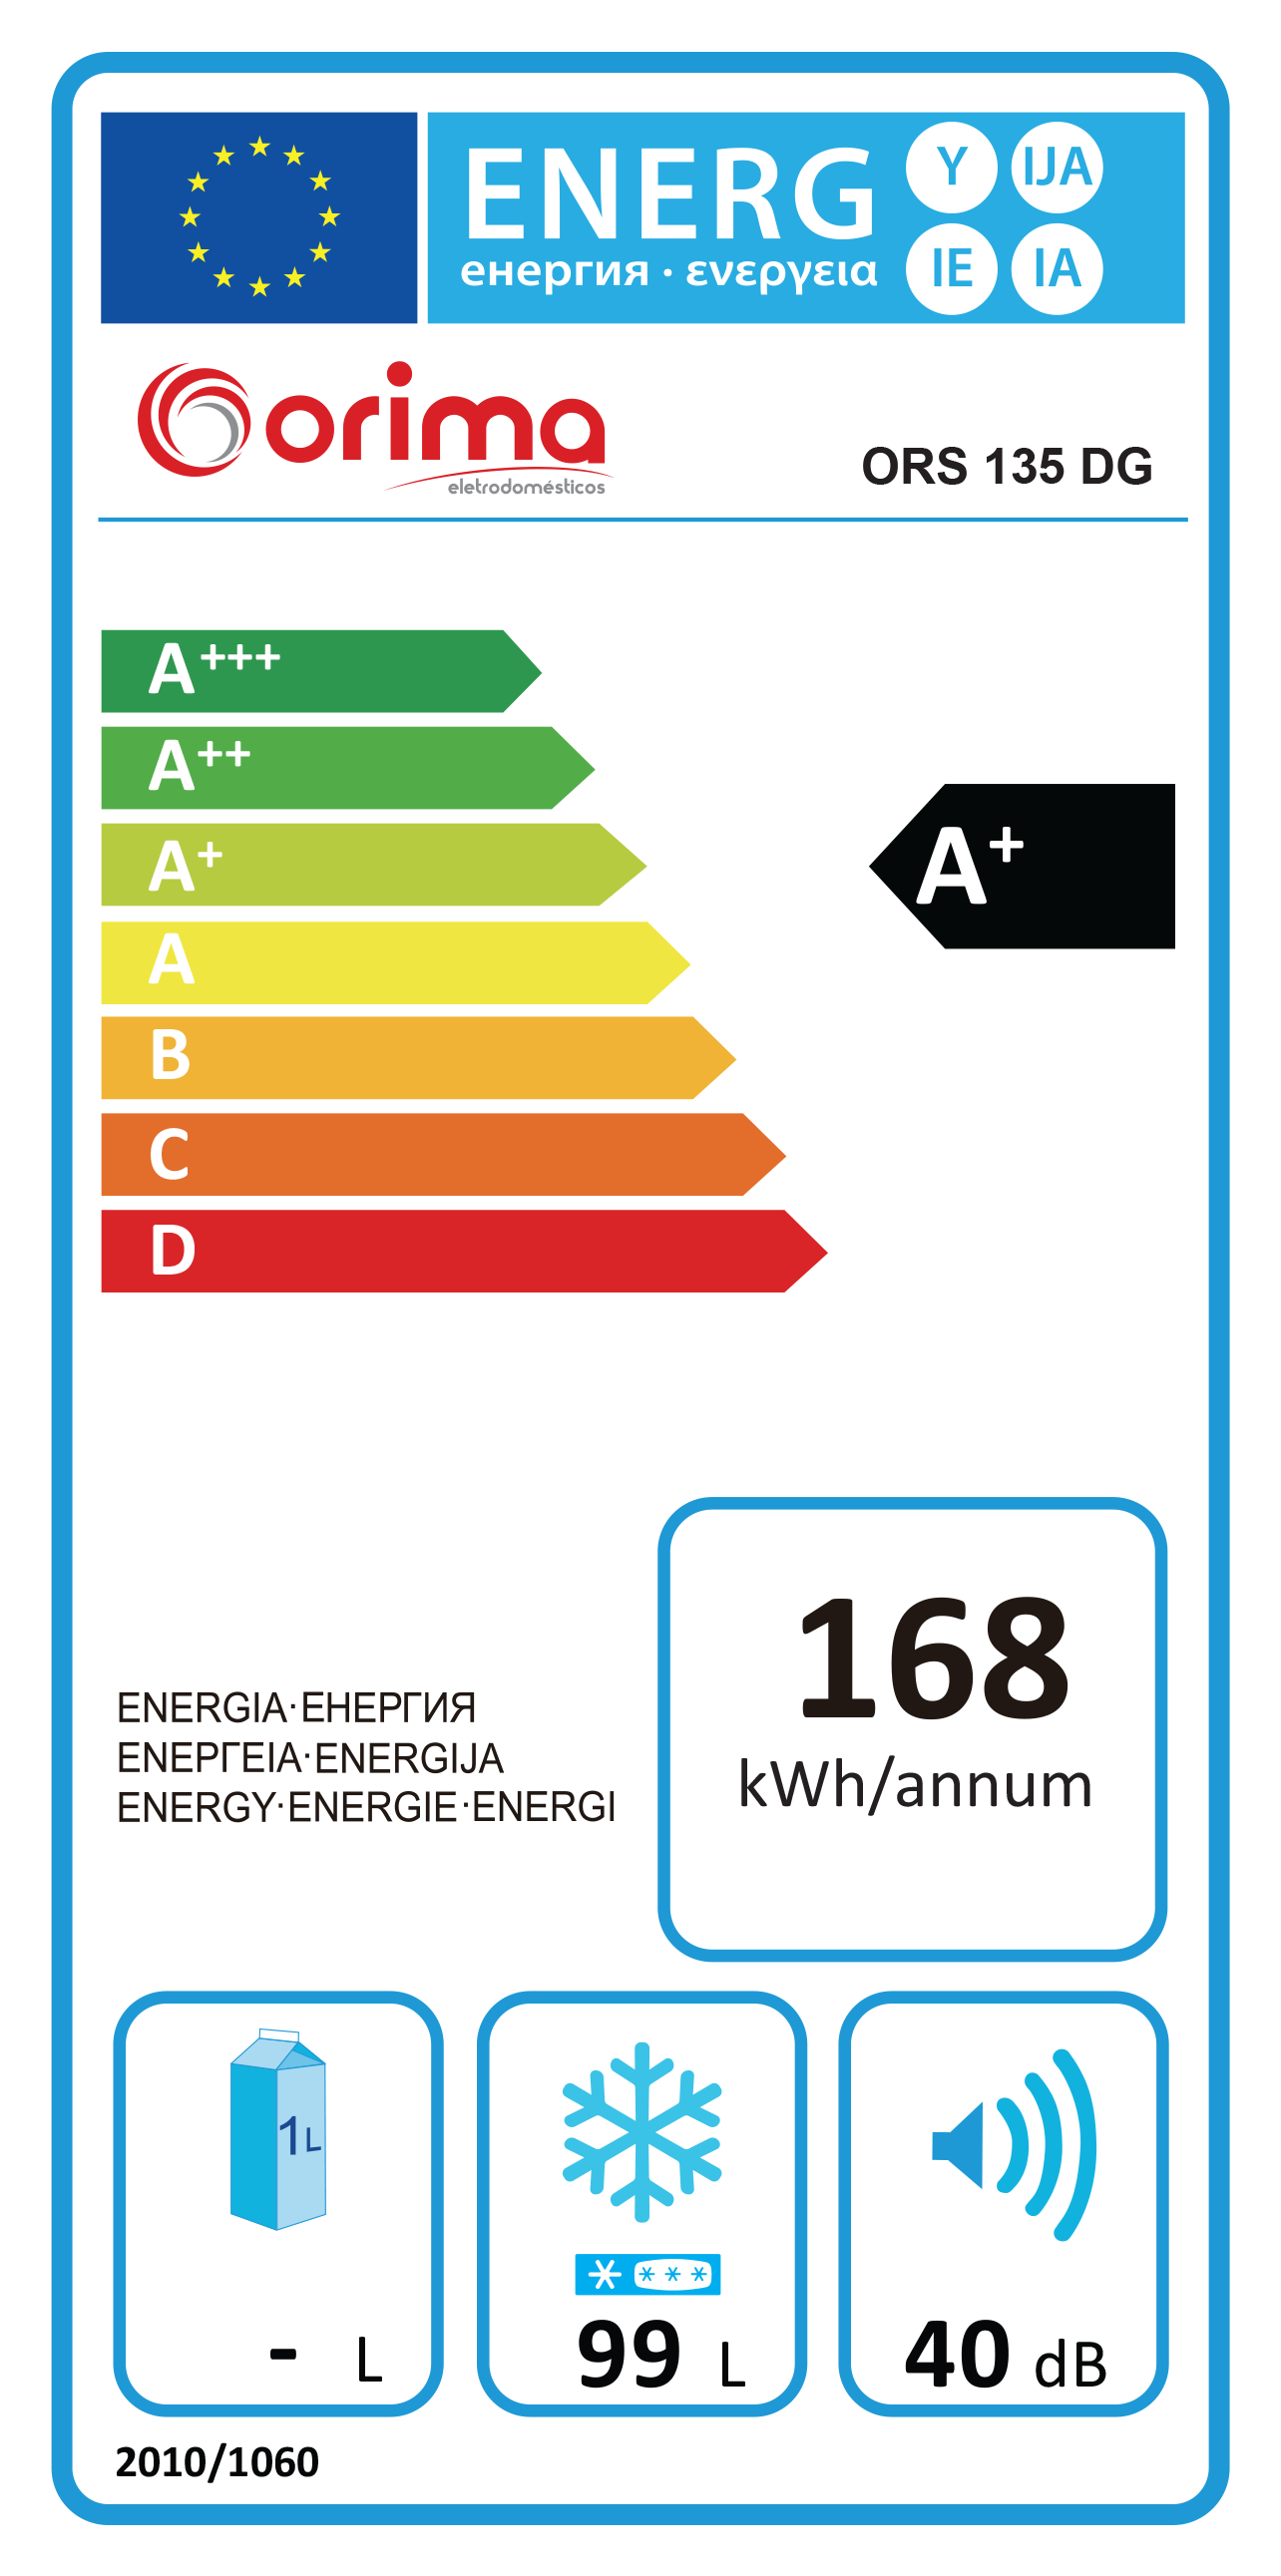 ENERG Y IJA
енергия · ενεργεια IE IA
orima
eletrodomésticos
ORS 135 DG
A+++
A++
A+
A+
A
B
C
D
168
kWh/annum
ENERGIA·ЕНЕРГИЯ
ΕΝΕΡΓΕΙΑ·ENERGIJA
ENERGY·ENERGIE·ENERGI
1L
- L
99 L
40 dB
2010/1060